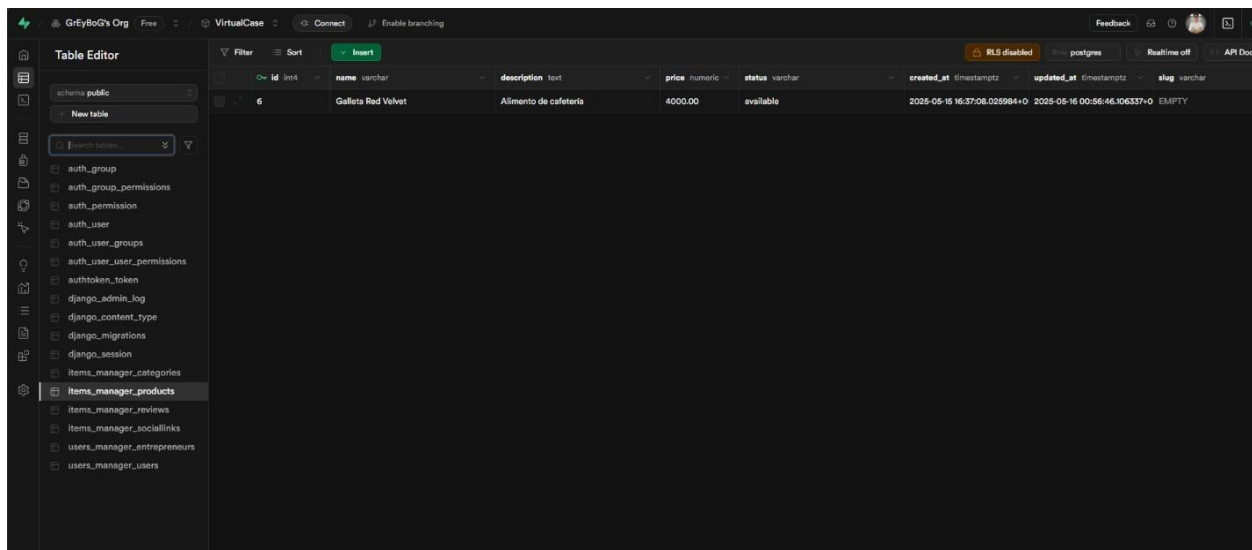 GrEyBoG's Org Free VirtualCase Connect Enable branching Feedback
Table Editor Filter Sort Insert RLS disabled Role postgres Realtime off API Doc
schema public
New table
Search tables...
auth_group
auth_group_permissions
auth_permission
auth_user
auth_user_groups
auth_user_user_permissions
authtoken_token
django_admin_log
django_content_type
django_migrations
django_session
items_manager_categories
items_manager_products
items_manager_reviews
items_manager_sociallinks
users_manager_entrepreneurs
users_manager_users
id int4 name varchar description text price numeric status varchar created_at timestamptz updated_at timestamptz slug varchar
6 Galleta Red Velvet Alimento de cafetería 4000.00 available 2025-05-15 16:37:08.025984+0 2025-05-16 00:56:46.106337+0 EMPTY